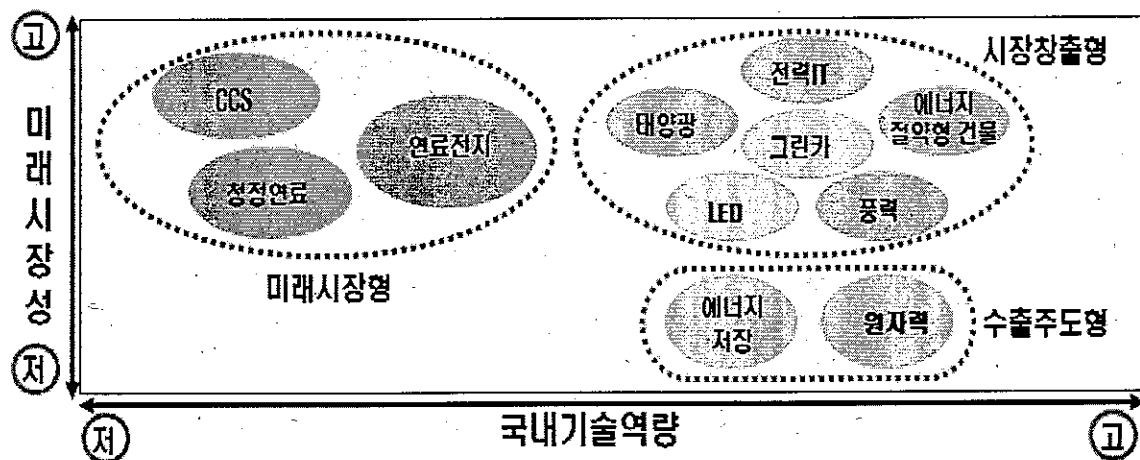 고
미래시장성
저
CCS
연료전지
청정연료
미래시장형
시장창출형
전력IT
태양광
에너지
절약형 건물
그린카
LED
풍력
에너지
저장
원자력
수출주도형
저
국내기술역량
고